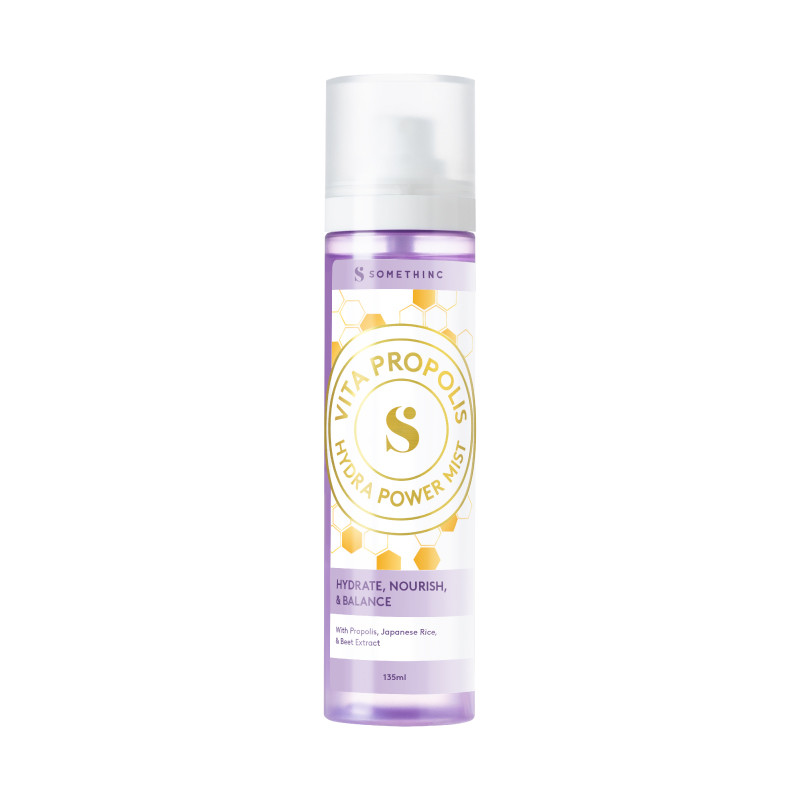 S SOMETHINC
VITA PROPOLIS
S
HYDRA POWER MIST
HYDRATE, NOURISH,
& BALANCE
With Propolis, Japanese Rice,
& Beet Extract
135ml